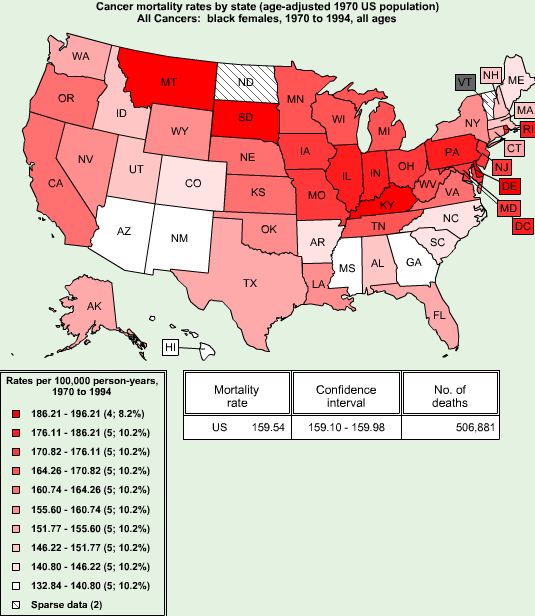 Cancer mortality rates by state (age-adjusted 1970 US population)
All Cancers: black females, 1970 to 1994, all ages
WA
MT
ND
MN
VT
NH
ME
OR
ID
SD
WI
MI
NY
MA
RI
WY
CT
NV
NE
IA
IL
IN
OH
PA
NJ
CA
UT
CO
KS
MO
KY
WV
VA
DE
MD
DC
AZ
NM
OK
AR
TN
NC
SC
TX
LA
MS
AL
GA
FL
AK
HI
Rates per 100,000 person-years,
1970 to 1994
186.21 - 196.21 (4; 8.2%)
176.11 - 186.21 (5; 10.2%)
170.82 - 176.11 (5; 10.2%)
164.26 - 170.82 (5; 10.2%)
160.74 - 164.26 (5; 10.2%)
155.60 - 160.74 (5; 10.2%)
151.77 - 155.60 (5; 10.2%)
146.22 - 151.77 (5; 10.2%)
140.80 - 146.22 (5; 10.2%)
132.84 - 140.80 (5; 10.2%)
Sparse data (2)
Mortality rate Confidence interval No. of deaths
US 159.54 159.10 - 159.98 506,881